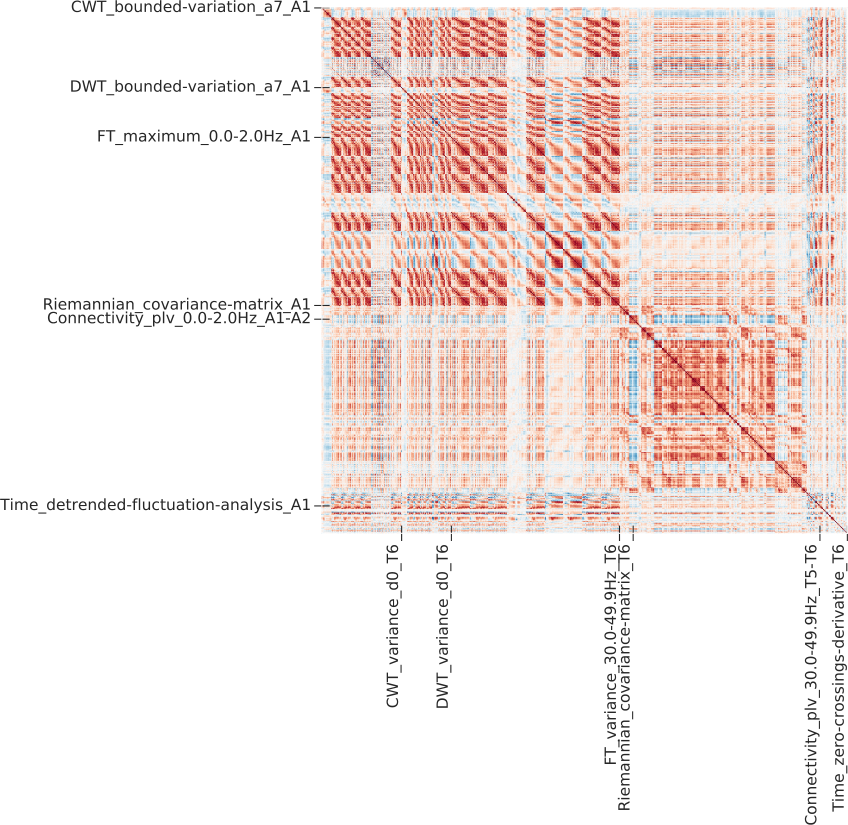 CWT_bounded-variation_a7_A1
DWT_bounded-variation_a7_A1
FT_maximum_0.0-2.0Hz_A1
Riemannian_covariance-matrix_A1
Connectivity_plv_0.0-2.0Hz_A1-A2
Time_detrended-fluctuation-analysis_A1
CWT_variance_d0_T6
DWT_variance_d0_T6
FT_variance_30.0-49.9Hz_T6
Riemannian_covariance-matrix_T6
Connectivity_plv_30.0-49.9Hz_T5-T6
Time_zero-crossings-derivative_T6